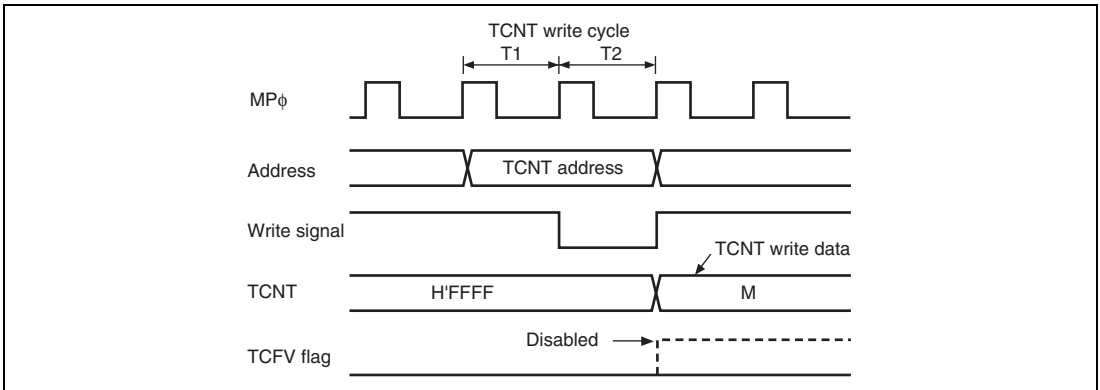 TCNT write cycle
T1 T2
MPϕ
Address TCNT address
Write signal
TCNT write data
TCNT H'FFFF M
Disabled
TCFV flag